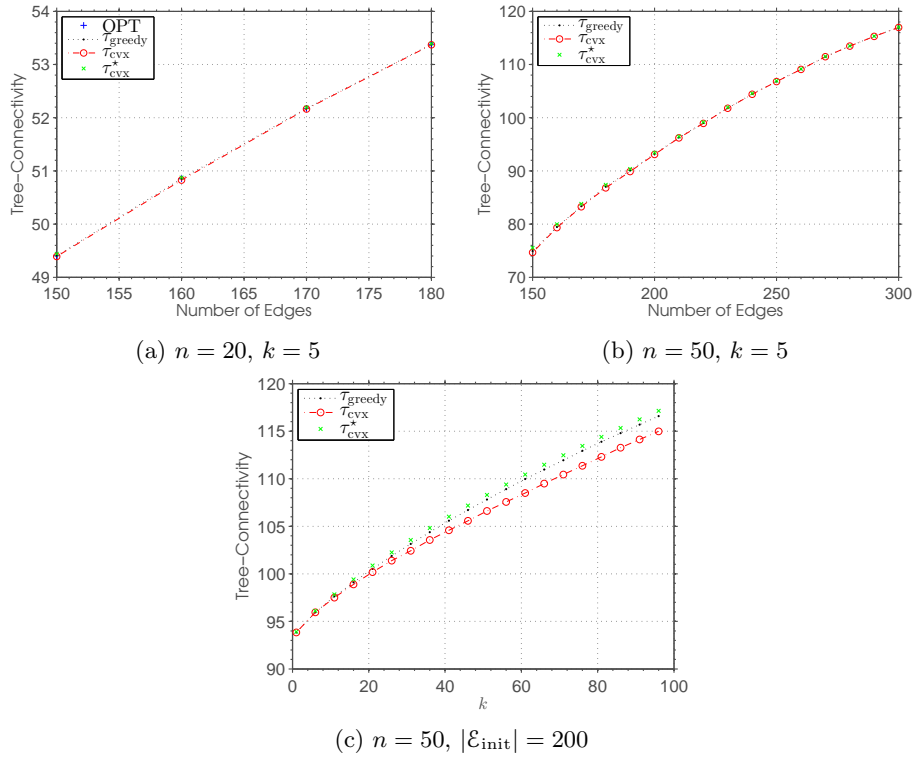 54
53
52
51
50
49
Tree–Connectivity
OPT
τgreedy
τcvx
τ⋆cvx
150 155 160 165 170 175 180
Number of Edges
(a) n = 20, k = 5
120
110
100
90
80
70
Tree–Connectivity
τgreedy
τcvx
τ⋆cvx
150 200 250 300
Number of Edges
(b) n = 50, k = 5
120
115
110
105
100
95
90
Tree–Connectivity
τgreedy
τcvx
τ⋆cvx
0 20 40 60 80 100
k
(c) n = 50, |ℰinit| = 200